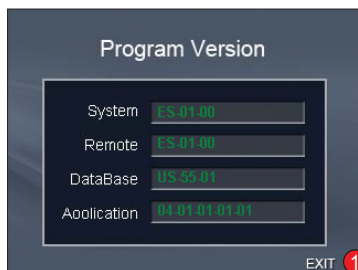 Program Version
System ES-01-00
Remote ES-01-00
DataBase US-55-01
Aoolication 04-01-01-01-01
EXIT 1